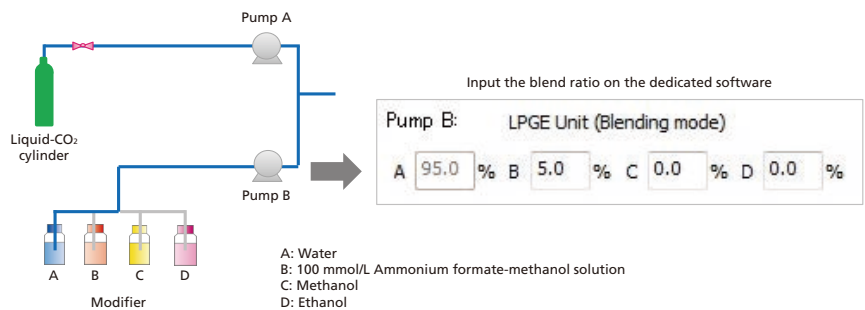 Pump A
Liquid-CO₂
cylinder
Pump B
A B C D
Modifier
Input the blend ratio on the dedicated software
Pump B: LPGE Unit (Blending mode)
A 95.0 % B 5.0 % C 0.0 % D 0.0 %
A: Water
B: 100 mmol/L Ammonium formate-methanol solution
C: Methanol
D: Ethanol